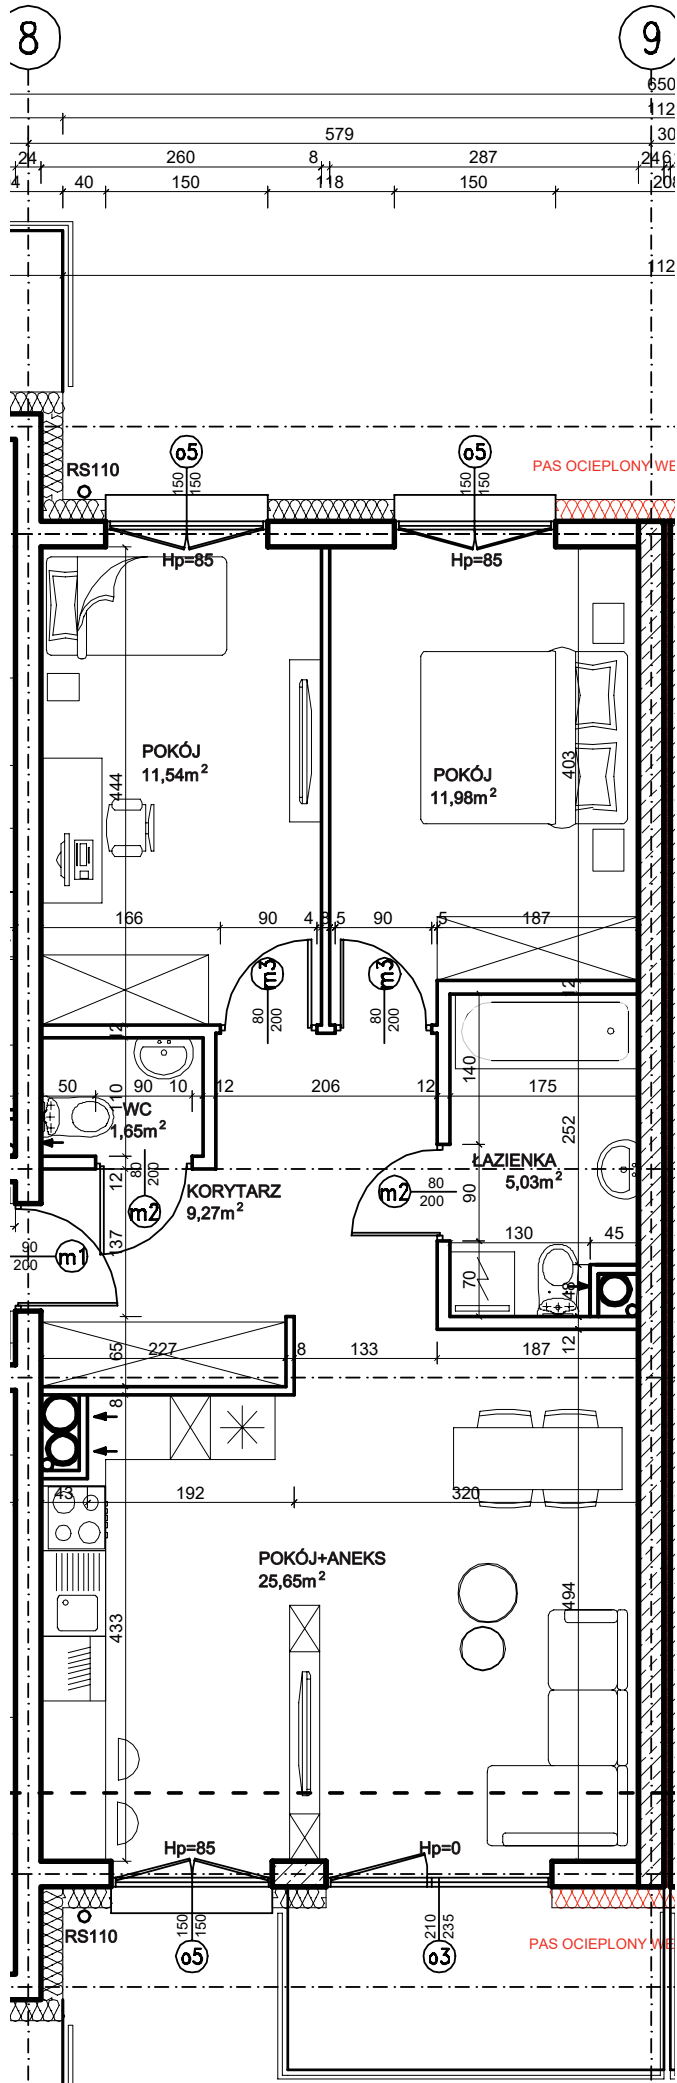 8 9
650
112
579 30
24 260 8 287 24 6
4 40 150 118 150 208
112
o5 o5
RS110
150 150 150 150
PAS OCIEPLONY WE
Hp=85 Hp=85
POKÓJ
11,54m²
POKÓJ
11,98m²
444
403
166 90 4 8 5 90 5 187
m3 m3
80 200 80 200
12 12
50 90 10 12 206 12 175
110 140 252
WC
1,65m²
ŁAZIENKA
5,03m²
80 200
m2
KORYTARZ
9,27m²
m2
80
200
12 90
137
90
200
m1
130 45
70 48
65 227 8 133 187
12
8
43 192 320
POKÓJ+ANEKS
25,65m²
433
494
Hp=85 Hp=0
RS110
150 150
o5
210 235
o3
PAS OCIEPLONY WE